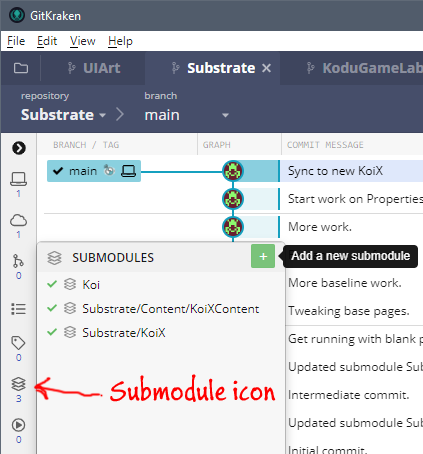 GitKraken
File Edit View Help
UIArt Substrate KoduGameLab
repository branch
Substrate main
BRANCH / TAG GRAPH COMMIT MESSAGE
main Sync to new KoiX
1 Start work on Properties
1 More work.
0
SUBMODULES + Add a new submodule
Koi More baseline work.
Substrate/Content/KoiXContent Tweaking base pages.
Substrate/KoiX Get running with blank p
0 Updated submodule Sub
3 Submodule icon Intermediate commit.
Updated submodule Sub
0 Initial commit.